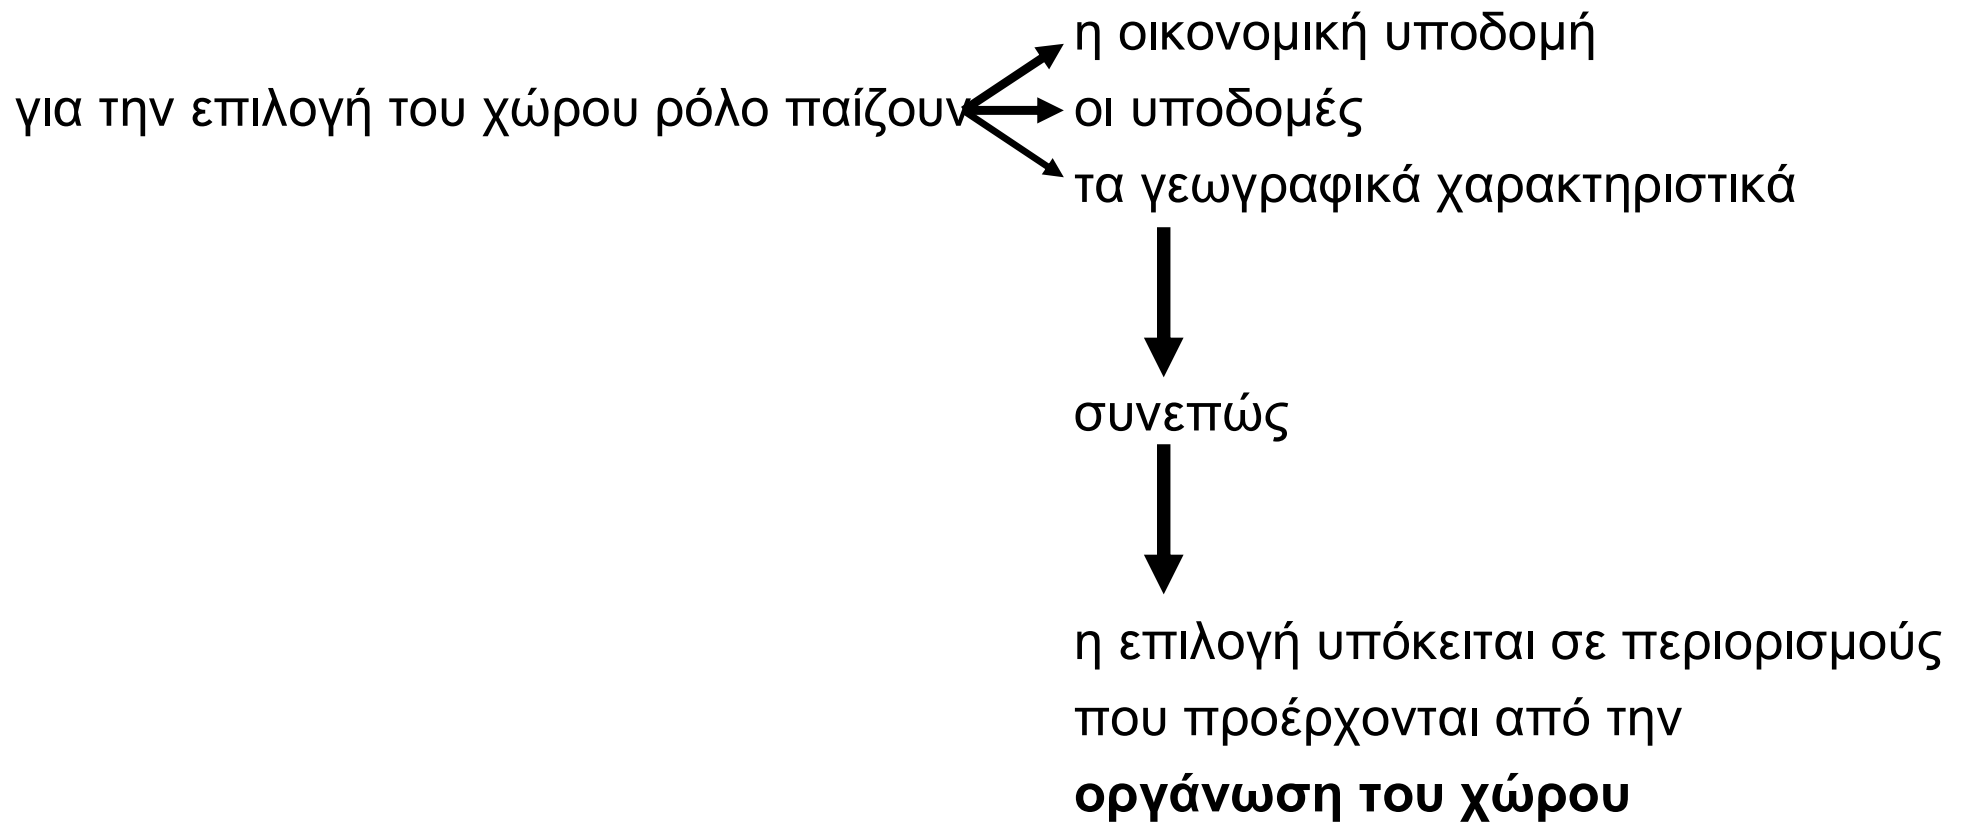 η οικονομική υποδομή
για την επιλογή του χώρου ρόλο παίζουν
οι υποδομές
τα γεωγραφικά χαρακτηριστικά
συνεπώς
η επιλογή υπόκειται σε περιορισμούς
που προέρχονται από την
οργάνωση του χώρου